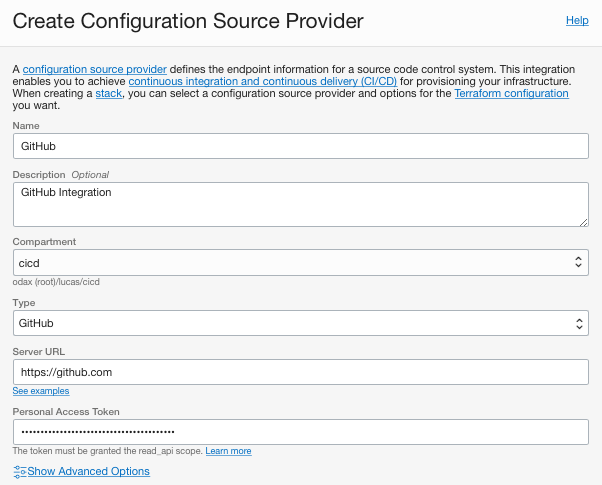 Create Configuration Source Provider
Help
A configuration source provider defines the endpoint information for a source code control system. This integration
enables you to achieve continuous integration and continuous delivery (CI/CD) for provisioning your infrastructure.
When creating a stack, you can select a configuration source provider and options for the Terraform configuration
you want.
Name
GitHub
Description Optional
GitHub Integration
Compartment
cicd
odax (root)/lucas/cicd
Type
GitHub
Server URL
https://github.com
See examples
Personal Access Token
••••••••••••••••••••••••••••••••••••••••
The token must be granted the read_api scope. Learn more
Show Advanced Options